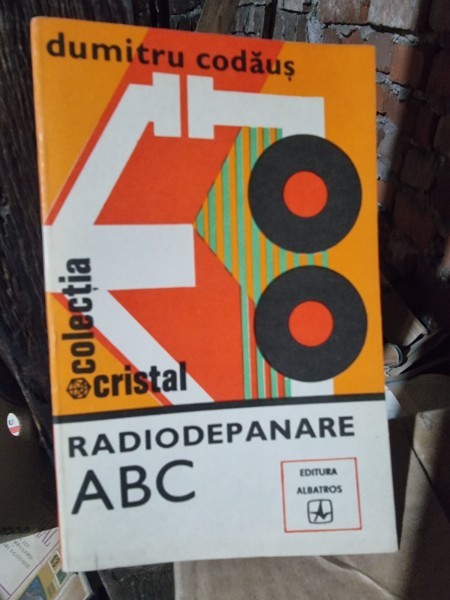 dumitru codăuș
colecția
cristal
RADIODEPANARE
ABC
EDITURA
ALBATROS